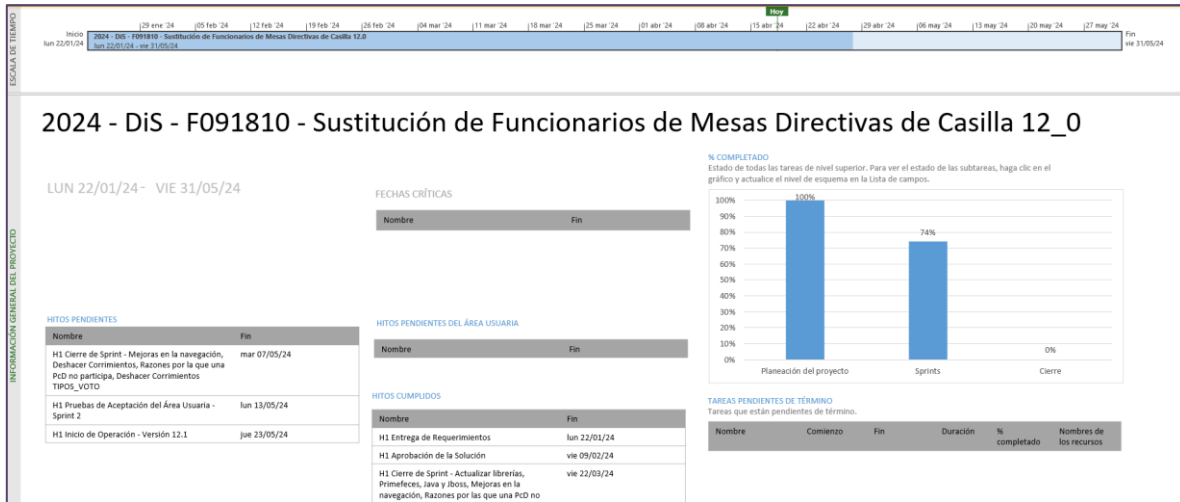 Hoy
29 ene '24 05 feb '24 12 feb '24 19 feb '24 26 feb '24 04 mar '24 11 mar '24 18 mar '24 25 mar '24 01 abr '24 08 abr '24 15 abr '24 22 abr '24 29 abr '24 06 may '24 13 may '24 20 may '24 27 may '24
ESCALA DE TIEMPO
Inicio
lun 22/01/24
2024 - DiS - F091810 - Sustitución de Funcionarios de Mesas Directivas de Casilla 12.0
lun 22/01/24 - vie 31/05/24
Fin
vie 31/05/24
INFORMACIÓN GENERAL DEL PROYECTO
2024 - DiS - F091810 - Sustitución de Funcionarios de Mesas Directivas de Casilla 12_0
LUN 22/01/24 - VIE 31/05/24
FECHAS CRÍTICAS
Nombre Fin
% COMPLETADO
Estado de todas las tareas de nivel superior. Para ver el estado de las subtareas, haga clic en el
gráfico y actualice el nivel de esquema en la Lista de campos.
100%
90%
80%
70%
60%
50%
40%
30%
20%
10%
0%
100%
74%
0%
Planeación del proyecto Sprints Cierre
HITOS PENDIENTES
Nombre Fin
H1 Cierre de Sprint - Mejoras en la navegación, mar 07/05/24
Deshacer Corrimientos, Razones por la que una
PcD no participa, Deshacer Corrimientos
TIPOS_VOTO
H1 Pruebas de Aceptación del Área Usuaria - lun 13/05/24
Sprint 2
H1 Inicio de Operación - Versión 12.1 jue 23/05/24
HITOS PENDIENTES DEL ÁREA USUARIA
Nombre Fin
HITOS CUMPLIDOS
Nombre Fin
H1 Entrega de Requerimientos lun 22/01/24
H1 Aprobación de la Solución vie 09/02/24
H1 Cierre de Sprint - Actualizar librerías, vie 22/03/24
Primefeces, Java y Jboss, Mejoras en la
navegación, Razones por las que una PcD no
TAREAS PENDIENTES DE TÉRMINO
Tareas que están pendientes de término.
Nombre Comienzo Fin Duración % completado Nombres de los recursos